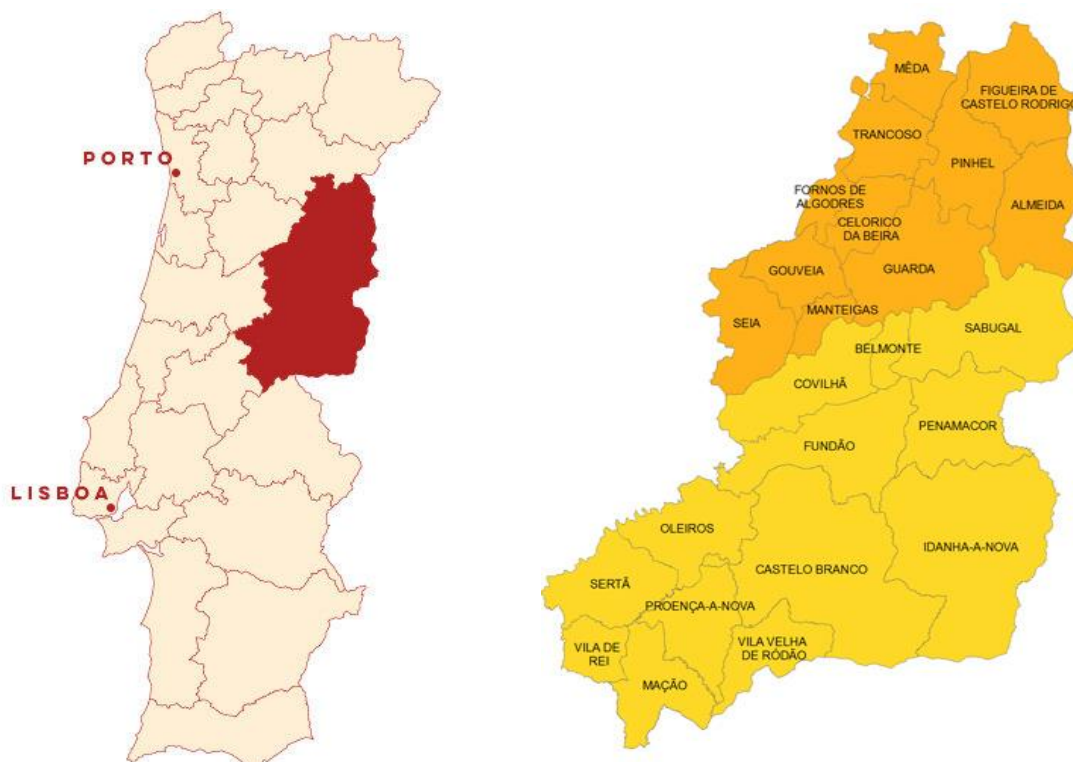 PORTO
LISBOA
MÊDA
FIGUEIRA DE
CASTELO RODRIGO
TRANCOSO
PINHEL
FORNOS DE
ALGODRES
ALMEIDA
CELORICO
DA BEIRA
GOUVEIA
GUARDA
MANTEIGAS
SEIA
SABUGAL
BELMONTE
COVILHÃ
PENAMACOR
FUNDÃO
OLEIROS
IDANHA-A-NOVA
CASTELO BRANCO
SERTÃ
PROENÇA-A-NOVA
VILA DE
REI
VILA VELHA
DE RÓDÃO
MAÇÃO